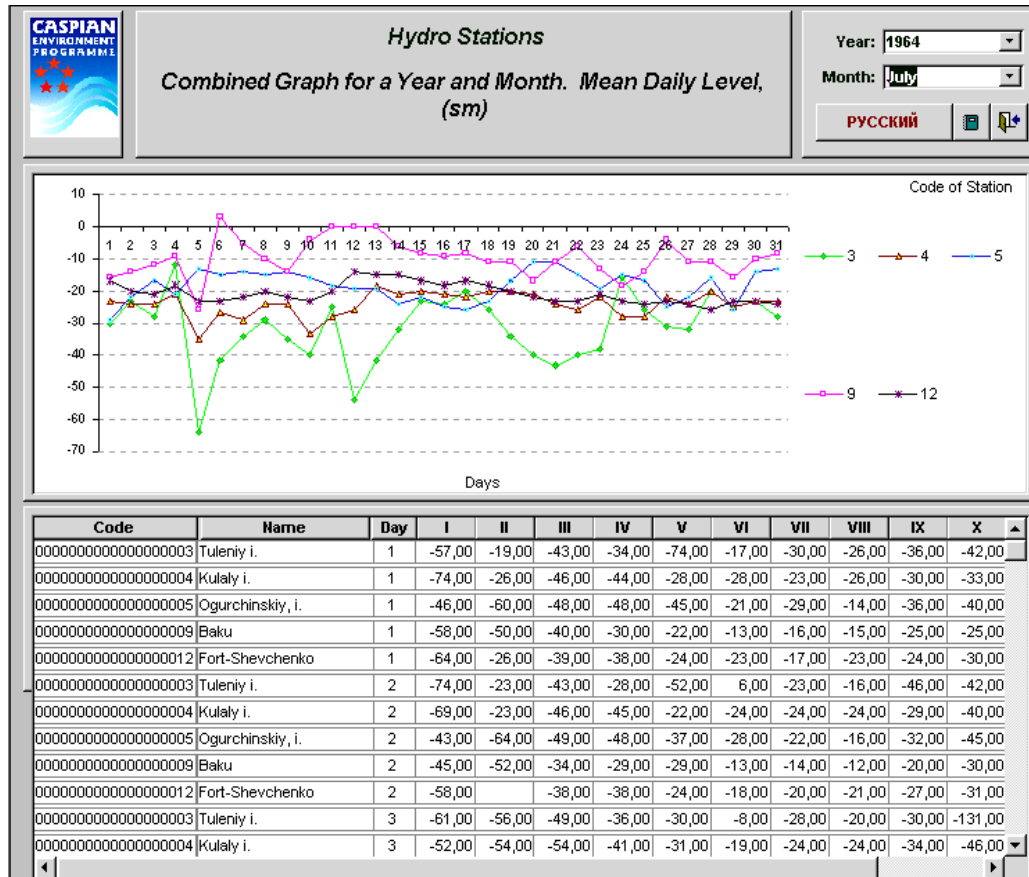 CASPIAN
ENVIRONMENT
PROGRAMME
Hydro Stations
Combined Graph for a Year and Month. Mean Daily Level,
(sm)
Year: 1964
Month: July
РУССКИЙ
Code of Station
10
0
-10
-20
-30
-40
-50
-60
-70
1 2 3 4 5 6 7 8 9 10 11 12 13 14 15 16 17 18 19 20 21 22 23 24 25 26 27 28 29 30 31
Days
3 4 5
9 12
Code Name Day I II III IV V VI VII VIII IX X
0000000000000000003 Tuleniy i. 1 -57,00 -19,00 -43,00 -34,00 -74,00 -17,00 -30,00 -26,00 -36,00 -42,00
0000000000000000004 Kulaly i. 1 -74,00 -26,00 -46,00 -44,00 -28,00 -28,00 -23,00 -26,00 -30,00 -33,00
0000000000000000005 Ogurchinskiy, i. 1 -46,00 -60,00 -48,00 -48,00 -45,00 -21,00 -29,00 -14,00 -36,00 -40,00
0000000000000000009 Baku 1 -58,00 -50,00 -40,00 -30,00 -22,00 -13,00 -16,00 -15,00 -25,00 -25,00
0000000000000000012 Fort-Shevchenko 1 -64,00 -26,00 -39,00 -38,00 -24,00 -23,00 -17,00 -23,00 -24,00 -30,00
0000000000000000003 Tuleniy i. 2 -74,00 -23,00 -43,00 -28,00 -52,00 6,00 -23,00 -16,00 -46,00 -42,00
0000000000000000004 Kulaly i. 2 -69,00 -23,00 -46,00 -45,00 -22,00 -24,00 -24,00 -24,00 -29,00 -40,00
0000000000000000005 Ogurchinskiy, i. 2 -43,00 -64,00 -49,00 -48,00 -37,00 -28,00 -22,00 -16,00 -32,00 -45,00
0000000000000000009 Baku 2 -45,00 -52,00 -34,00 -29,00 -29,00 -13,00 -14,00 -12,00 -20,00 -30,00
0000000000000000012 Fort-Shevchenko 2 -58,00 -38,00 -38,00 -24,00 -18,00 -20,00 -21,00 -27,00 -31,00
0000000000000000003 Tuleniy i. 3 -61,00 -56,00 -49,00 -36,00 -30,00 -8,00 -28,00 -20,00 -30,00 -131,00
0000000000000000004 Kulaly i. 3 -52,00 -54,00 -54,00 -41,00 -31,00 -19,00 -24,00 -24,00 -34,00 -46,00